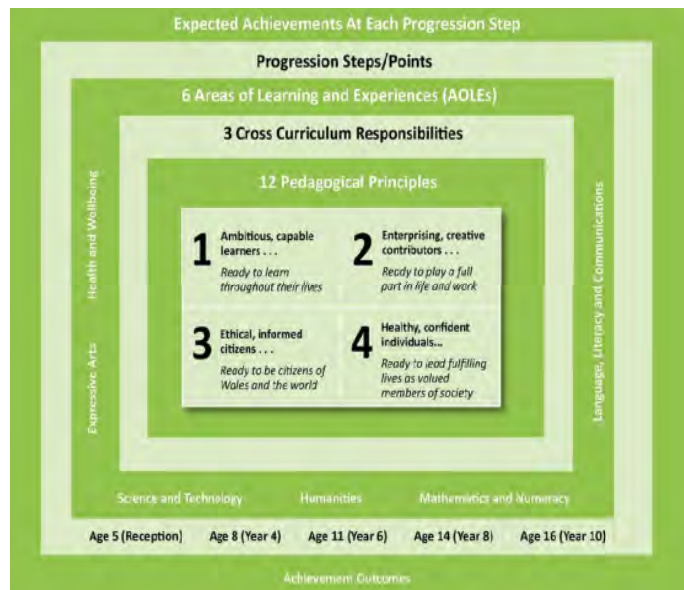 Expected Achievements At Each Progression Step
Progression Steps/Points
6 Areas of Learning and Experiences (AOLEs)
3 Cross Curriculum Responsibilities
12 Pedagogical Principles
1
Ambitious, capable
learners . . .
Ready to learn
throughout their lives
2
Enterprising, creative
contributors . . .
Ready to play a full
part in life and work
3
Ethical, informed
citizens . . .
Ready to be citizens of
Wales and the world
4
Healthy, confident
individuals...
Ready to lead fulfilling
lives as valued
members of society
Health and Wellbeing
Expressive Arts
Language, Literacy and Communications
Science and Technology
Humanities
Mathematics and Numeracy
Age 5 (Reception)
Age 8 (Year 4)
Age 11 (Year 6)
Age 14 (Year 8)
Age 16 (Year 10)
Achievement Outcomes